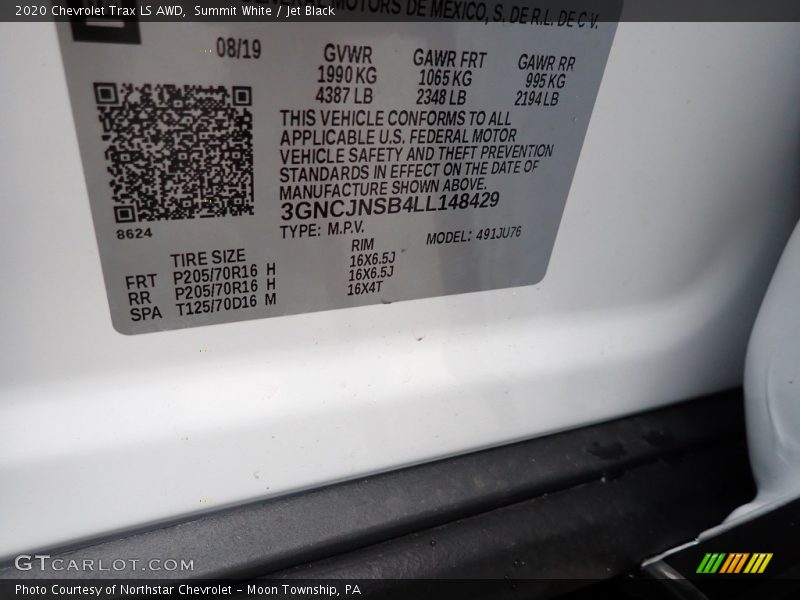 2020 Chevrolet Trax LS AWD, Summit White / Jet Black
MOTORS DE MEXICO, S. DE R.L. DE C.V.
08/19
GVWR GAWR FRT GAWR RR
1990 KG 1065 KG 995 KG
4387 LB 2348 LB 2194 LB
THIS VEHICLE CONFORMS TO ALL
APPLICABLE U.S. FEDERAL MOTOR
VEHICLE SAFETY AND THEFT PREVENTION
STANDARDS IN EFFECT ON THE DATE OF
MANUFACTURE SHOWN ABOVE.
3GNCJNSB4LL148429
TYPE: M.P.V. MODEL: 491JU76
8624
TIRE SIZE RIM
FRT P205/70R16 H 16X6.5J
RR P205/70R16 H 16X6.5J
SPA T125/70D16 M 16X4T
GTCARLOT.COM
Photo Courtesy of Northstar Chevrolet - Moon Township, PA